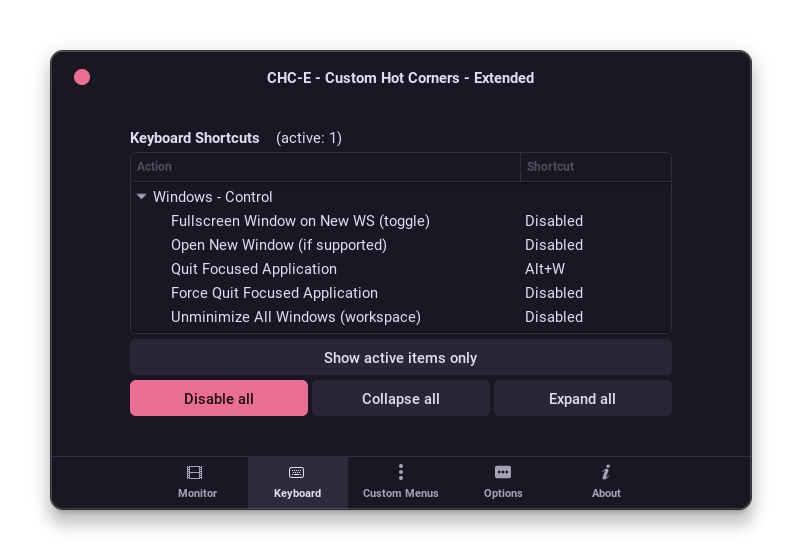 CHC-E - Custom Hot Corners - Extended
Keyboard Shortcuts (active: 1)
Action Shortcut
Windows - Control
Fullscreen Window on New WS (toggle) Disabled
Open New Window (if supported) Disabled
Quit Focused Application Alt+W
Force Quit Focused Application Disabled
Unminimize All Windows (workspace) Disabled
Show active items only
Disable all Collapse all Expand all
Monitor Keyboard Custom Menus Options About